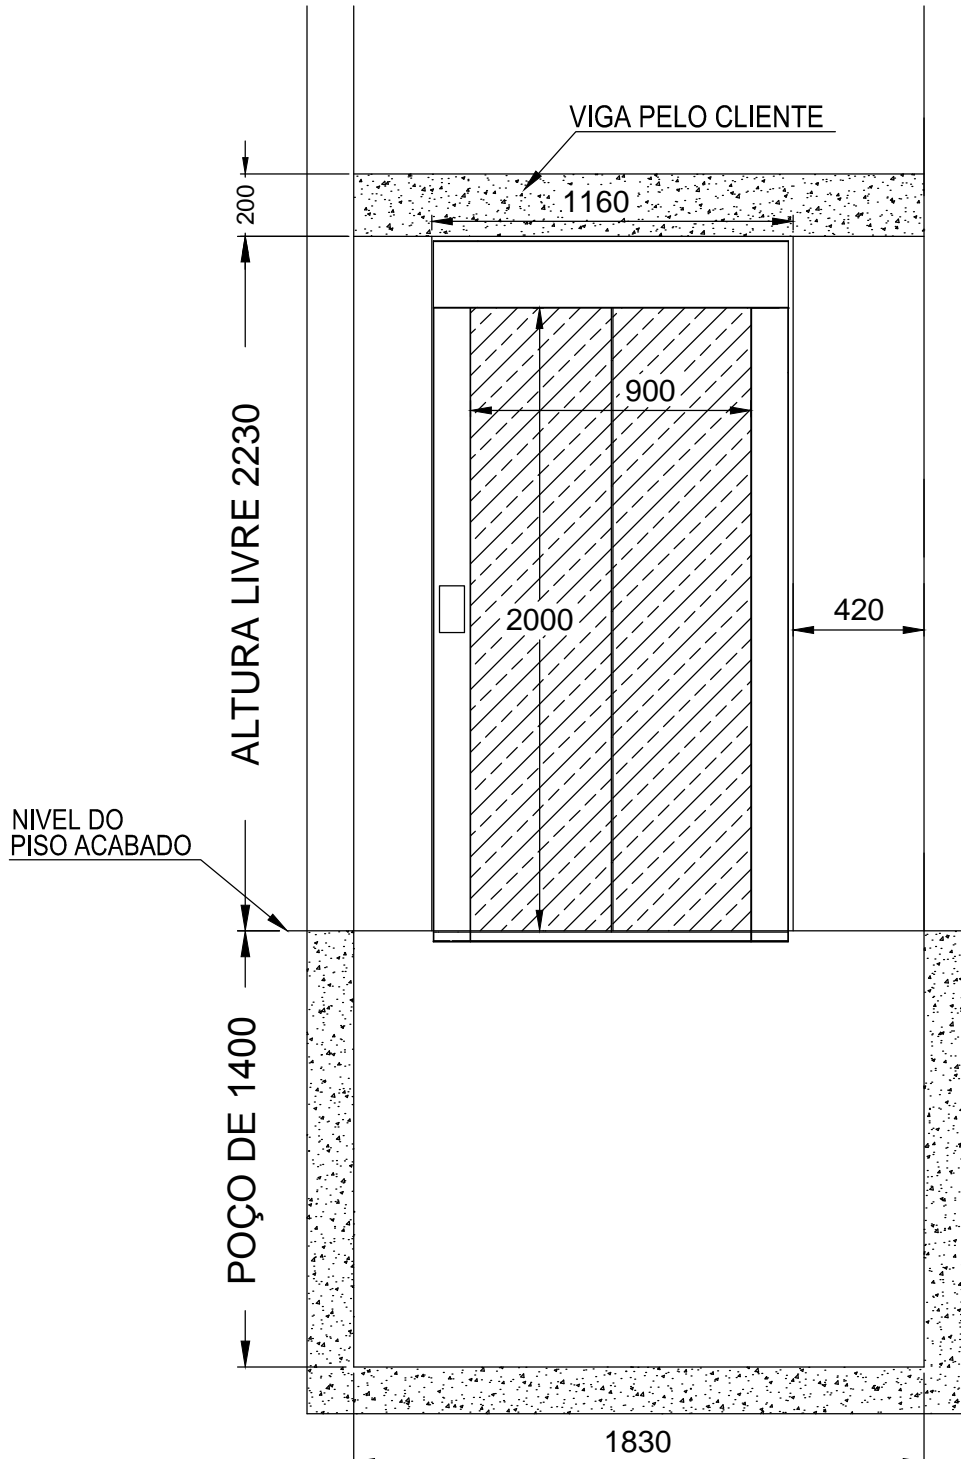 VIGA PELO CLIENTE
200
1160
ALTURA LIVRE 2230
900
2000
420
NIVEL DO
PISO ACABADO
POÇO DE 1400
1830